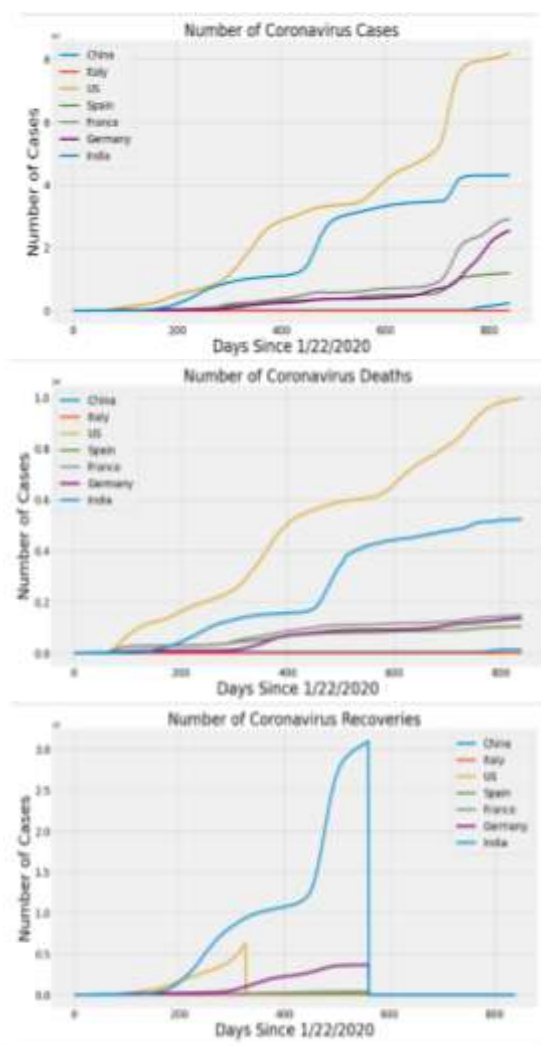 Number of Coronavirus Cases
China
Italy
US
Spain
France
Germany
India
Number of Cases
8
6
4
2
0
0 200 400 600 800
Days Since 1/22/2020
Number of Coronavirus Deaths
China
Italy
US
Spain
France
Germany
India
Number of Cases
1.0
0.8
0.6
0.4
0.2
0.0
0 200 400 600 800
Days Since 1/22/2020
Number of Coronavirus Recoveries
China
Italy
US
Spain
France
Germany
India
Number of Cases
3.0
2.5
2.0
1.5
1.0
0.5
0.0
0 200 400 600 800
Days Since 1/22/2020